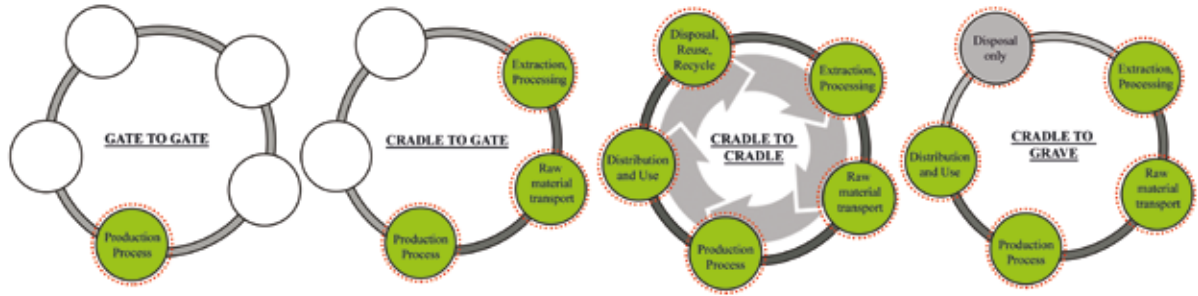 GATE TO GATE
Production
Process
CRADLE TO GATE
Extraction,
Processing
Raw
material
transport
Production
Process
CRADLE TO
CRADLE
Disposal,
Reuse,
Recycle
Extraction,
Processing
Raw
material
transport
Production
Process
Distribution
and Use
CRADLE TO
GRAVE
Disposal
only
Extraction,
Processing
Raw
material
transport
Production
Process
Distribution
and Use